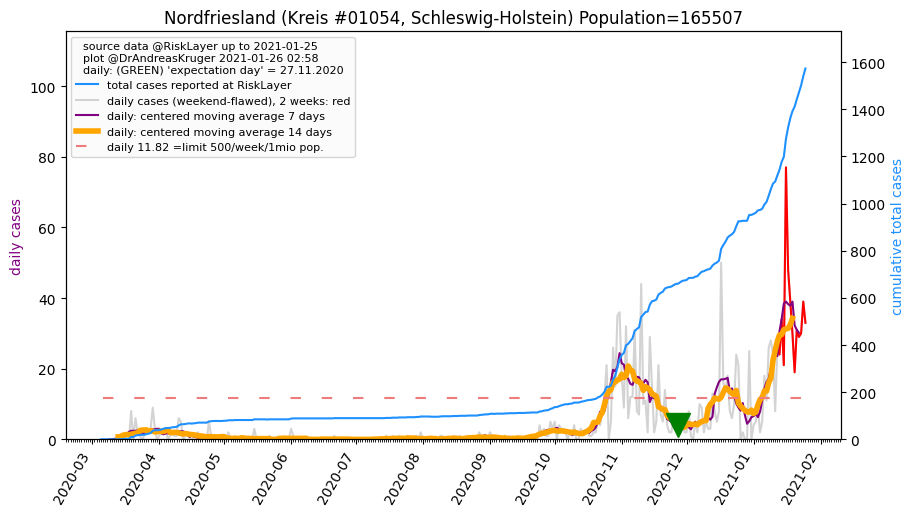 Nordfriesland (Kreis #01054, Schleswig-Holstein) Population=165507
source data @RiskLayer up to 2021-01-25
plot @DrAndreasKruger 2021-01-26 02:58
daily: (GREEN) 'expectation day' = 27.11.2020
total cases reported at RiskLayer
daily cases (weekend-flawed), 2 weeks: red
daily: centered moving average 7 days
daily: centered moving average 14 days
daily 11.82 =limit 500/week/1mio pop.
daily cases
100
80
60
40
20
0
cumulative total cases
1600
1400
1200
1000
800
600
400
200
0
2020-03
2020-04
2020-05
2020-06
2020-07
2020-08
2020-09
2020-10
2020-11
2020-12
2021-01
2021-02